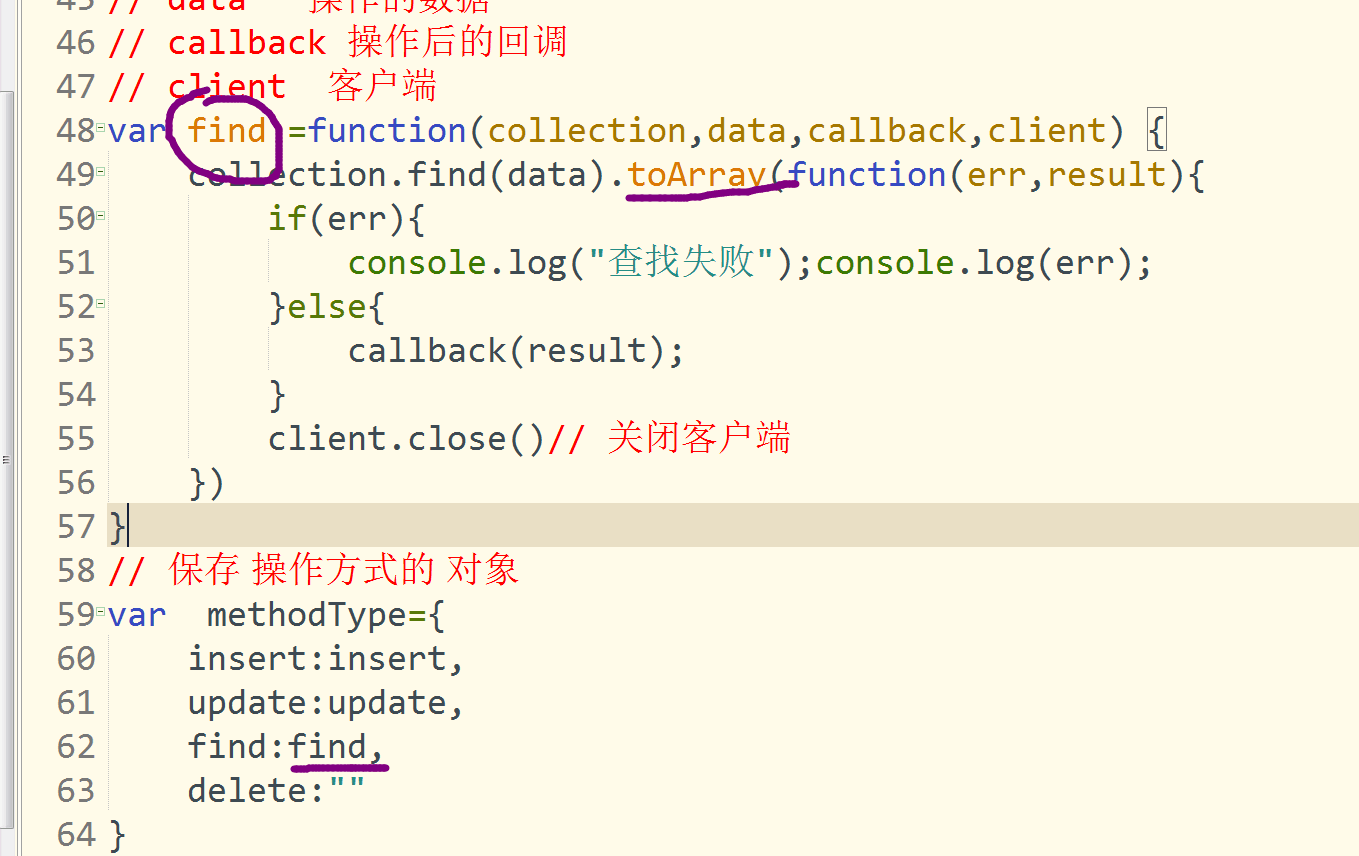 45 // data 操作的数据
46 // callback 操作后的回调
47 // client 客户端
48 var find =function(collection,data,callback,client) {
49 collection.find(data).toArray(function(err,result){
50 if(err){
51 console.log("查找失败");console.log(err);
52 }else{
53 callback(result);
54 }
55 client.close()// 关闭客户端
56 })
57 }
58 // 保存 操作方式的 对象
59 var methodType={
60 insert:insert,
61 update:update,
62 find:find,
63 delete:""
64 }